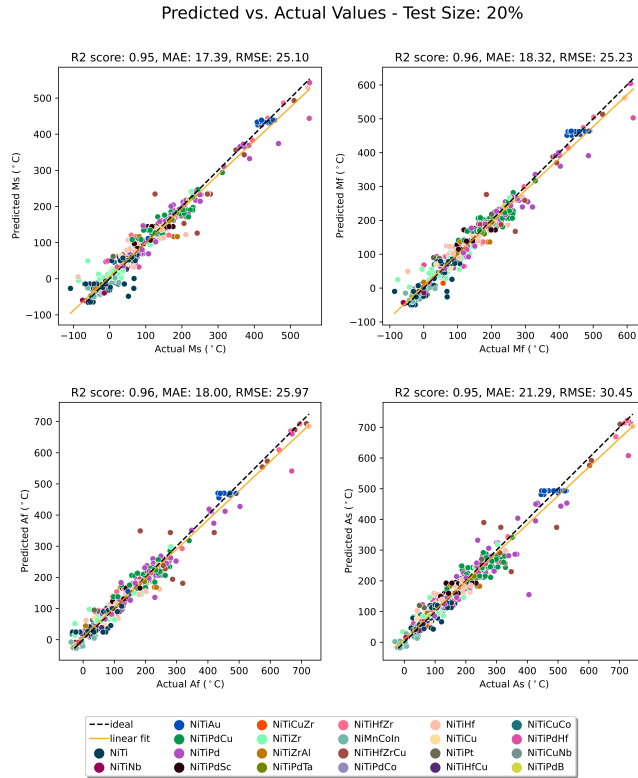 Predicted vs. Actual Values - Test Size: 20%
R2 score: 0.95, MAE: 17.39, RMSE: 25.10
500
400
300
200
100
0
−100
Predicted Ms (°C)
−100 0 100 200 300 400 500
Actual Ms (°C)
R2 score: 0.96, MAE: 18.32, RMSE: 25.23
600
500
400
300
200
100
0
−100
Predicted Mf (°C)
−100 0 100 200 300 400 500 600
Actual Mf (°C)
R2 score: 0.96, MAE: 18.00, RMSE: 25.97
700
600
500
400
300
200
100
0
Predicted Af (°C)
0 100 200 300 400 500 600 700
Actual Af (°C)
R2 score: 0.95, MAE: 21.29, RMSE: 30.45
700
600
500
400
300
200
100
0
Predicted As (°C)
0 100 200 300 400 500 600 700
Actual As (°C)
ideal NiTiAu NiTiCuZr NiTiHfZr NiTiHf NiTiCuCo
linear fit NiTiPdCu NiTiZr NiMnCoIn NiTiCu NiTiPdHf
NiTi NiTiPd NiTiZrAl NiTiHfZrCu NiTiPt NiTiCuNb
NiTiNb NiTiPdSc NiTiPdTa NiTiPdCo NiTiHfCu NiTiPdB